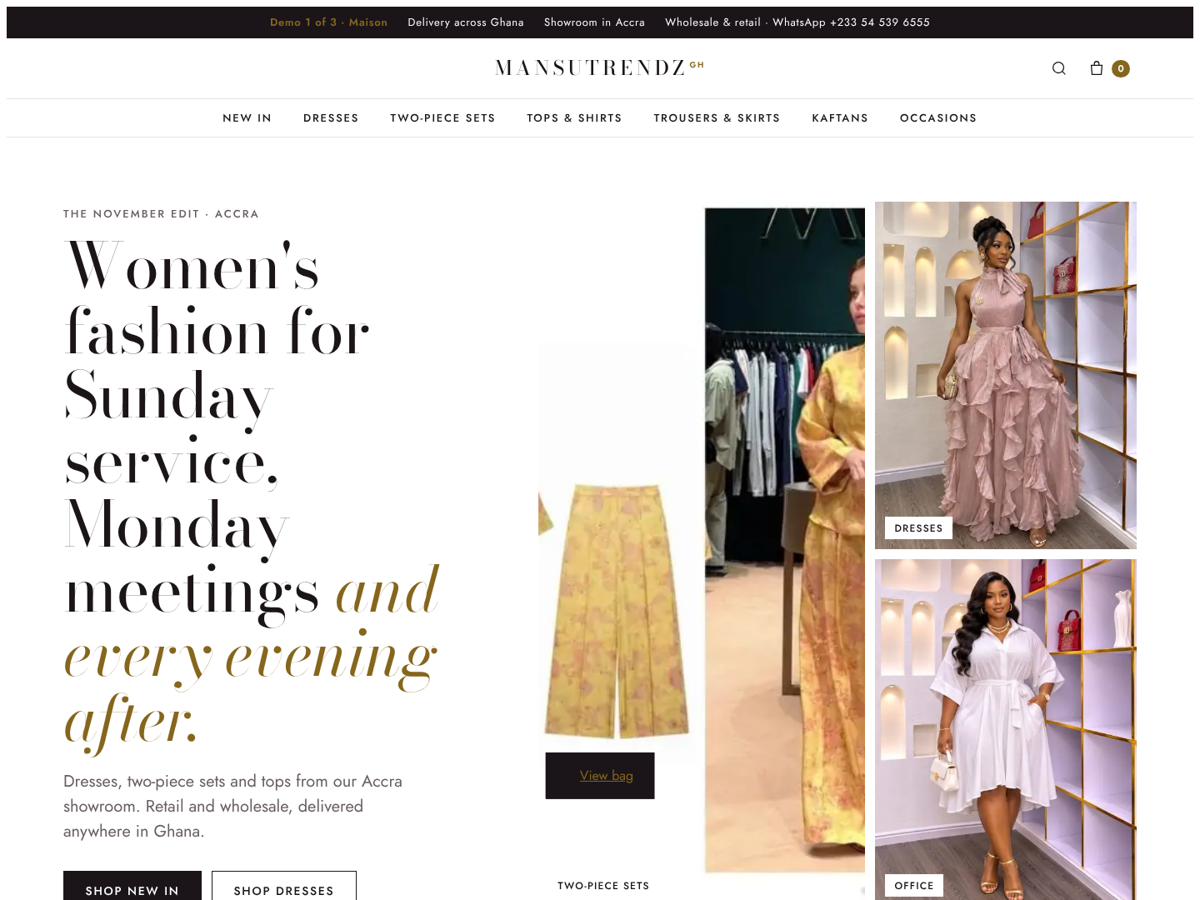 Demo 1 of 3 · Maison Delivery across Ghana Showroom in Accra Wholesale & retail · WhatsApp +233 54 539 6555
MANSUTRENDZ GH
0
NEW IN DRESSES TWO-PIECE SETS TOPS & SHIRTS TROUSERS & SKIRTS KAFTANS OCCASIONS
THE NOVEMBER EDIT · ACCRA
Women's
fashion for
Sunday
service.
Monday
meetings and
every evening
after.
Dresses, two-piece sets and tops from our Accra
showroom. Retail and wholesale, delivered
anywhere in Ghana.
SHOP NEW IN SHOP DRESSES
View bag
TWO-PIECE SETS
DRESSES
OFFICE